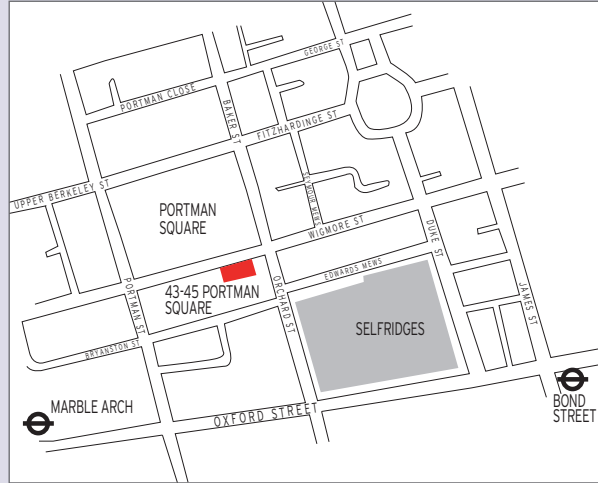 GEORGE ST
PORTMAN CLOSE
BAKER ST
FITZHARDINGE ST
UPPER BERKELEY ST
SEYMOUR MEWS
PORTMAN
SQUARE
WIGMORE ST
DUKE ST
EDWARDS MEWS
PORTMAN ST
43-45 PORTMAN
SQUARE
ORCHARD ST
JAMES ST
SELFRIDGES
BRYANSTON ST
MARBLE ARCH
OXFORD STREET
BOND
STREET